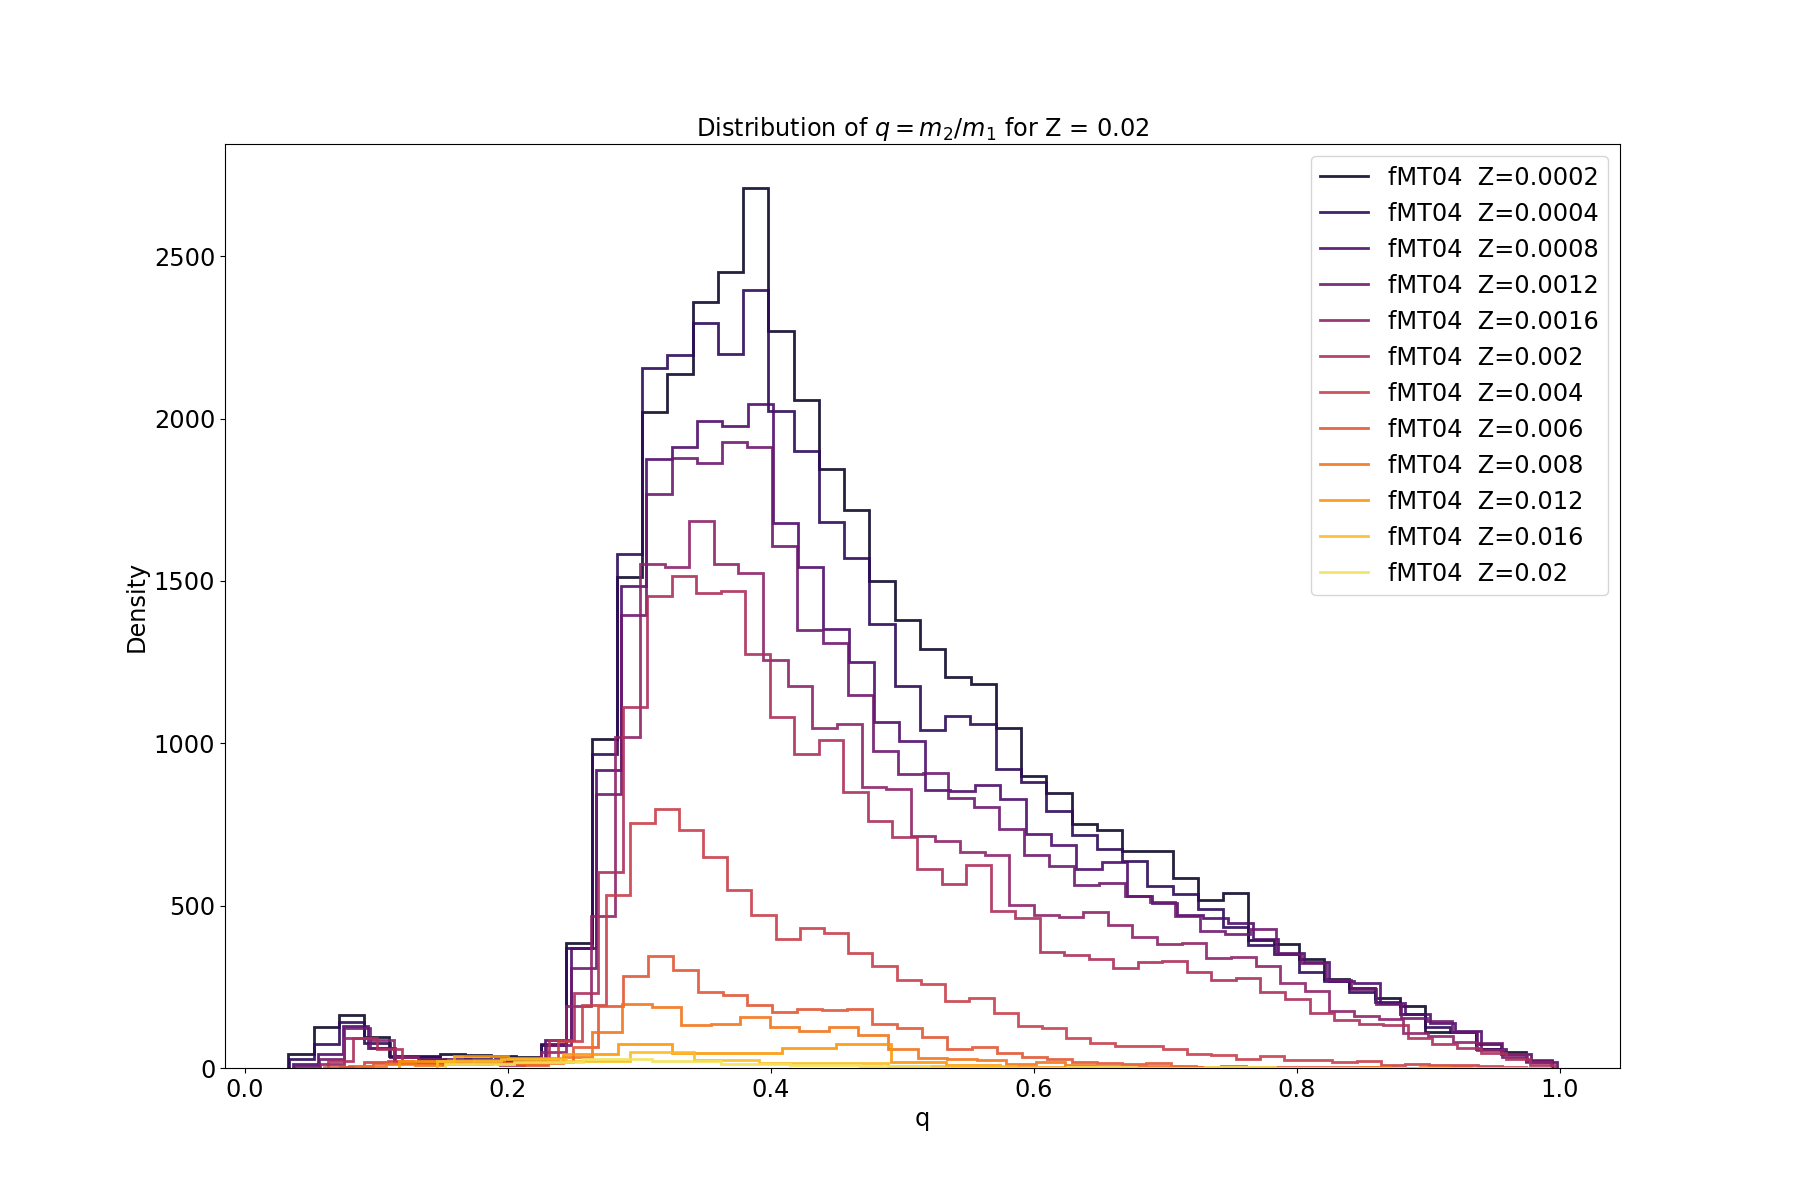 Distribution of q = m₂/m₁ for Z = 0.02
fMT04 Z=0.0002
fMT04 Z=0.0004
fMT04 Z=0.0008
fMT04 Z=0.0012
fMT04 Z=0.0016
fMT04 Z=0.002
fMT04 Z=0.004
fMT04 Z=0.006
fMT04 Z=0.008
fMT04 Z=0.012
fMT04 Z=0.016
fMT04 Z=0.02
Density
2500
2000
1500
1000
500
0
0.0 0.2 0.4 0.6 0.8 1.0
q